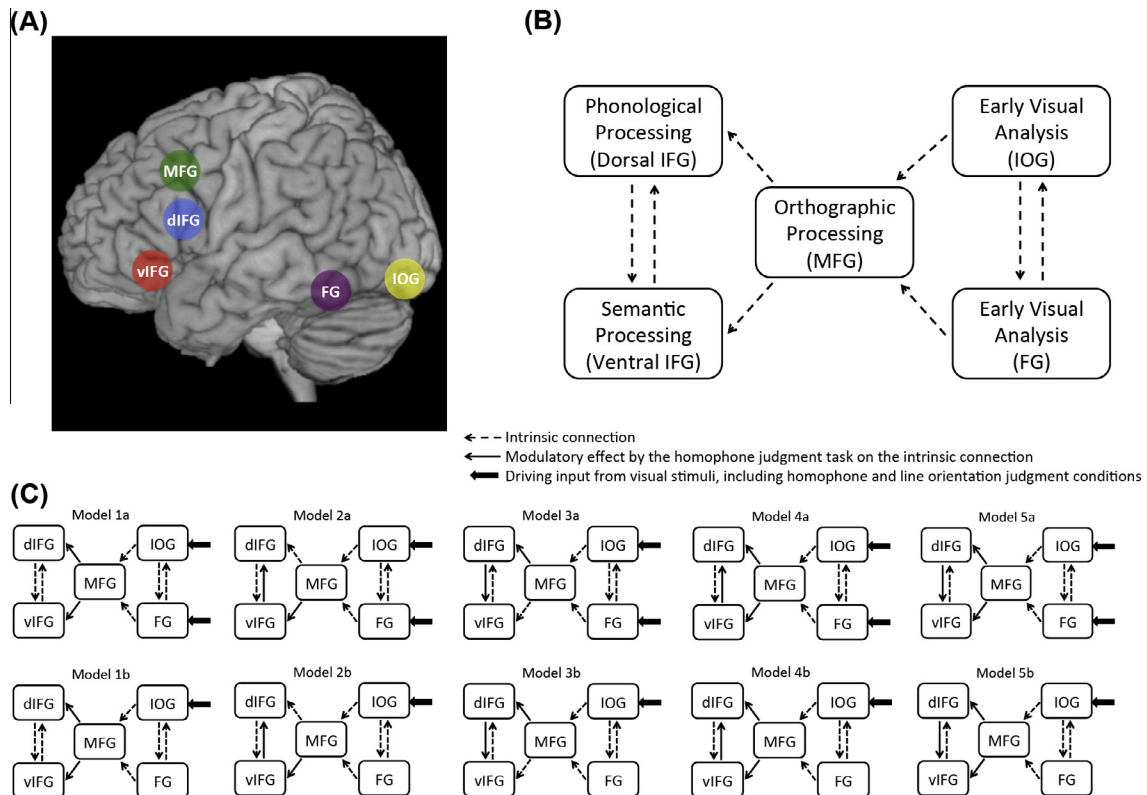 (A)
MFG
dIFG
vIFG
FG
IOG
(B)
Phonological
Processing
(Dorsal IFG)
Early Visual
Analysis
(IOG)
Orthographic
Processing
(MFG)
Semantic
Processing
(Ventral IFG)
Early Visual
Analysis
(FG)
Intrinsic connection
Modulatory effect by the homophone judgment task on the intrinsic connection
Driving input from visual stimuli, including homophone and line orientation judgment conditions
(C)
Model 1a
dIFG
IOG
MFG
vIFG
FG
Model 2a
dIFG
IOG
MFG
vIFG
FG
Model 3a
dIFG
IOG
MFG
vIFG
FG
Model 4a
dIFG
IOG
MFG
vIFG
FG
Model 5a
dIFG
IOG
MFG
vIFG
FG
Model 1b
dIFG
IOG
MFG
vIFG
FG
Model 2b
dIFG
IOG
MFG
vIFG
FG
Model 3b
dIFG
IOG
MFG
vIFG
FG
Model 4b
dIFG
IOG
MFG
vIFG
FG
Model 5b
dIFG
IOG
MFG
vIFG
FG